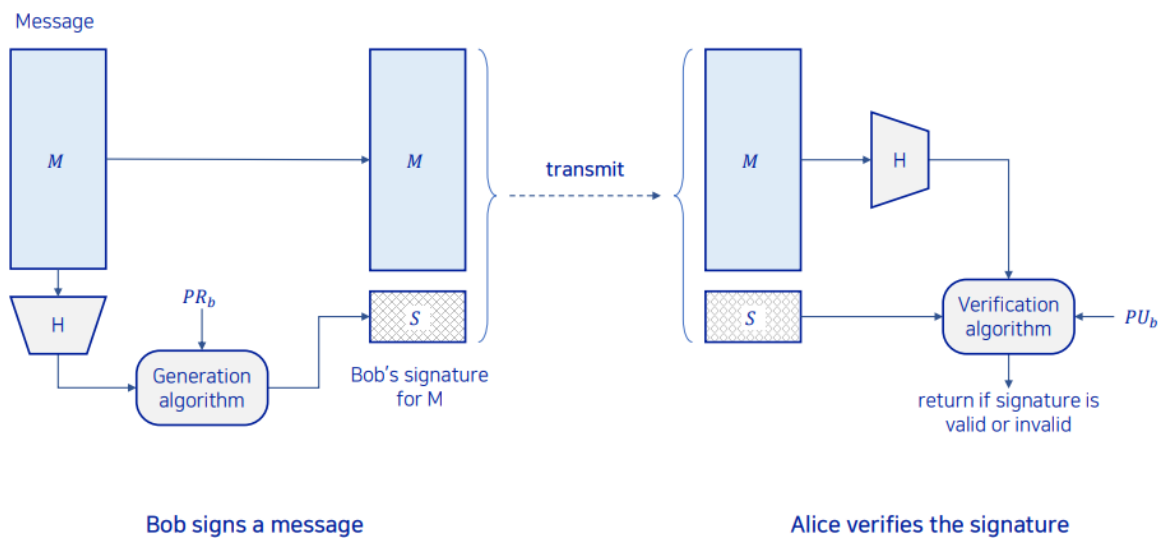 Message
M
H
PR_b
Generation
algorithm
M
S
Bob's signature
for M
transmit
M
S
H
Verification
algorithm
PU_b
return if signature is
valid or invalid
Bob signs a message
Alice verifies the signature